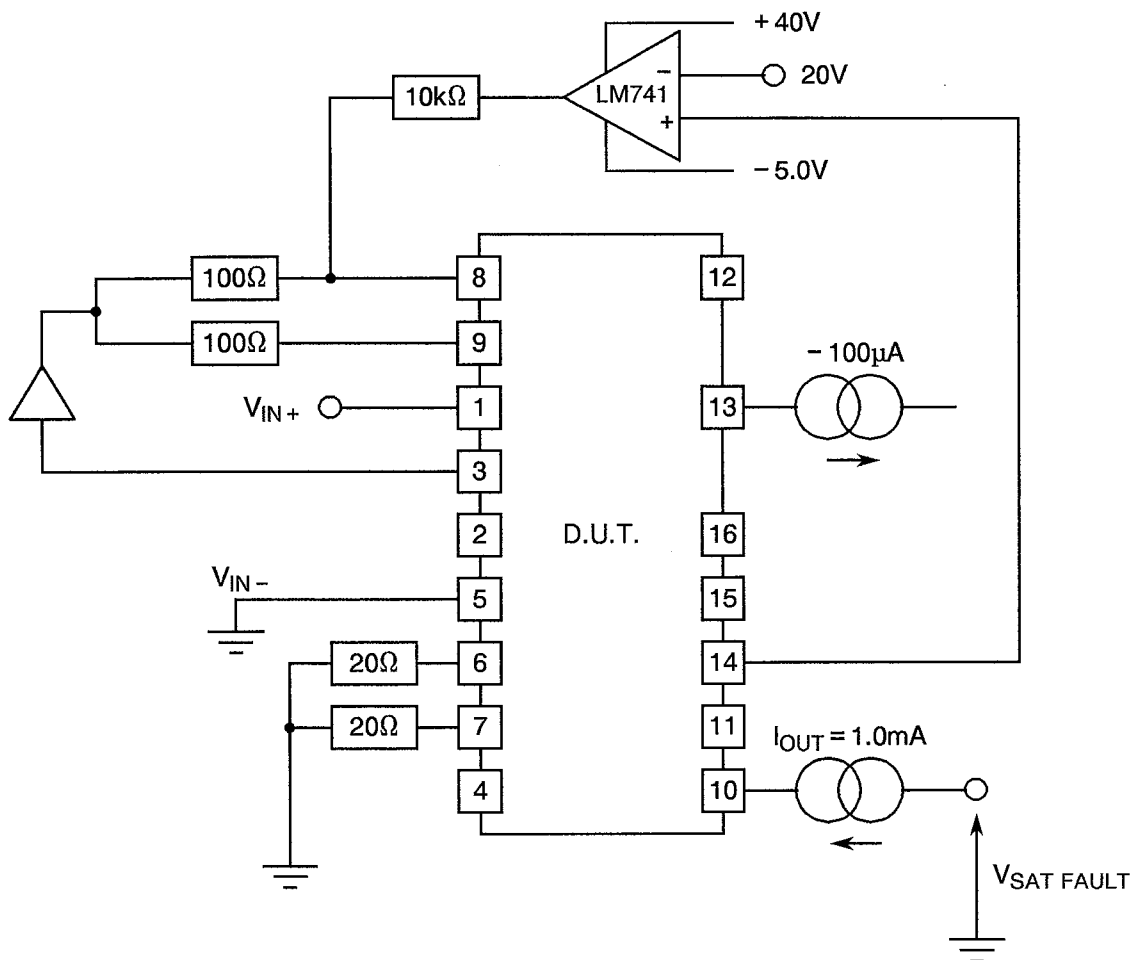 +40V
−
20V
10kΩ
LM741
+
−5.0V
100Ω
8
12
100Ω
9
−100μA
VIN+
1
13
3
2
D.U.T.
16
VIN−
5
15
20Ω
6
14
20Ω
7
11
IOUT = 1.0mA
4
10
VSAT FAULT